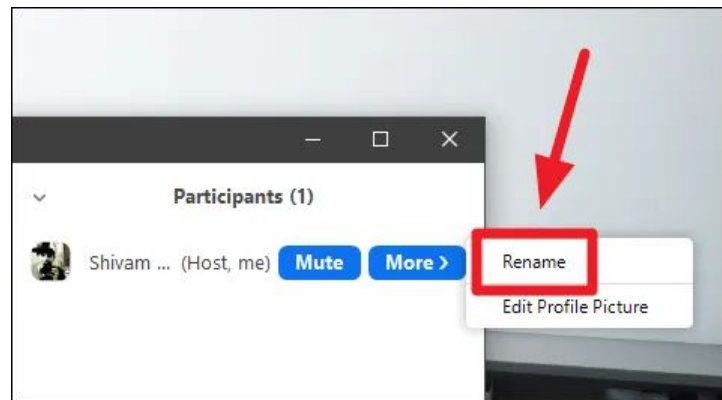 Participants (1)
Shivam ... (Host, me) Mute More >
Rename
Edit Profile Picture